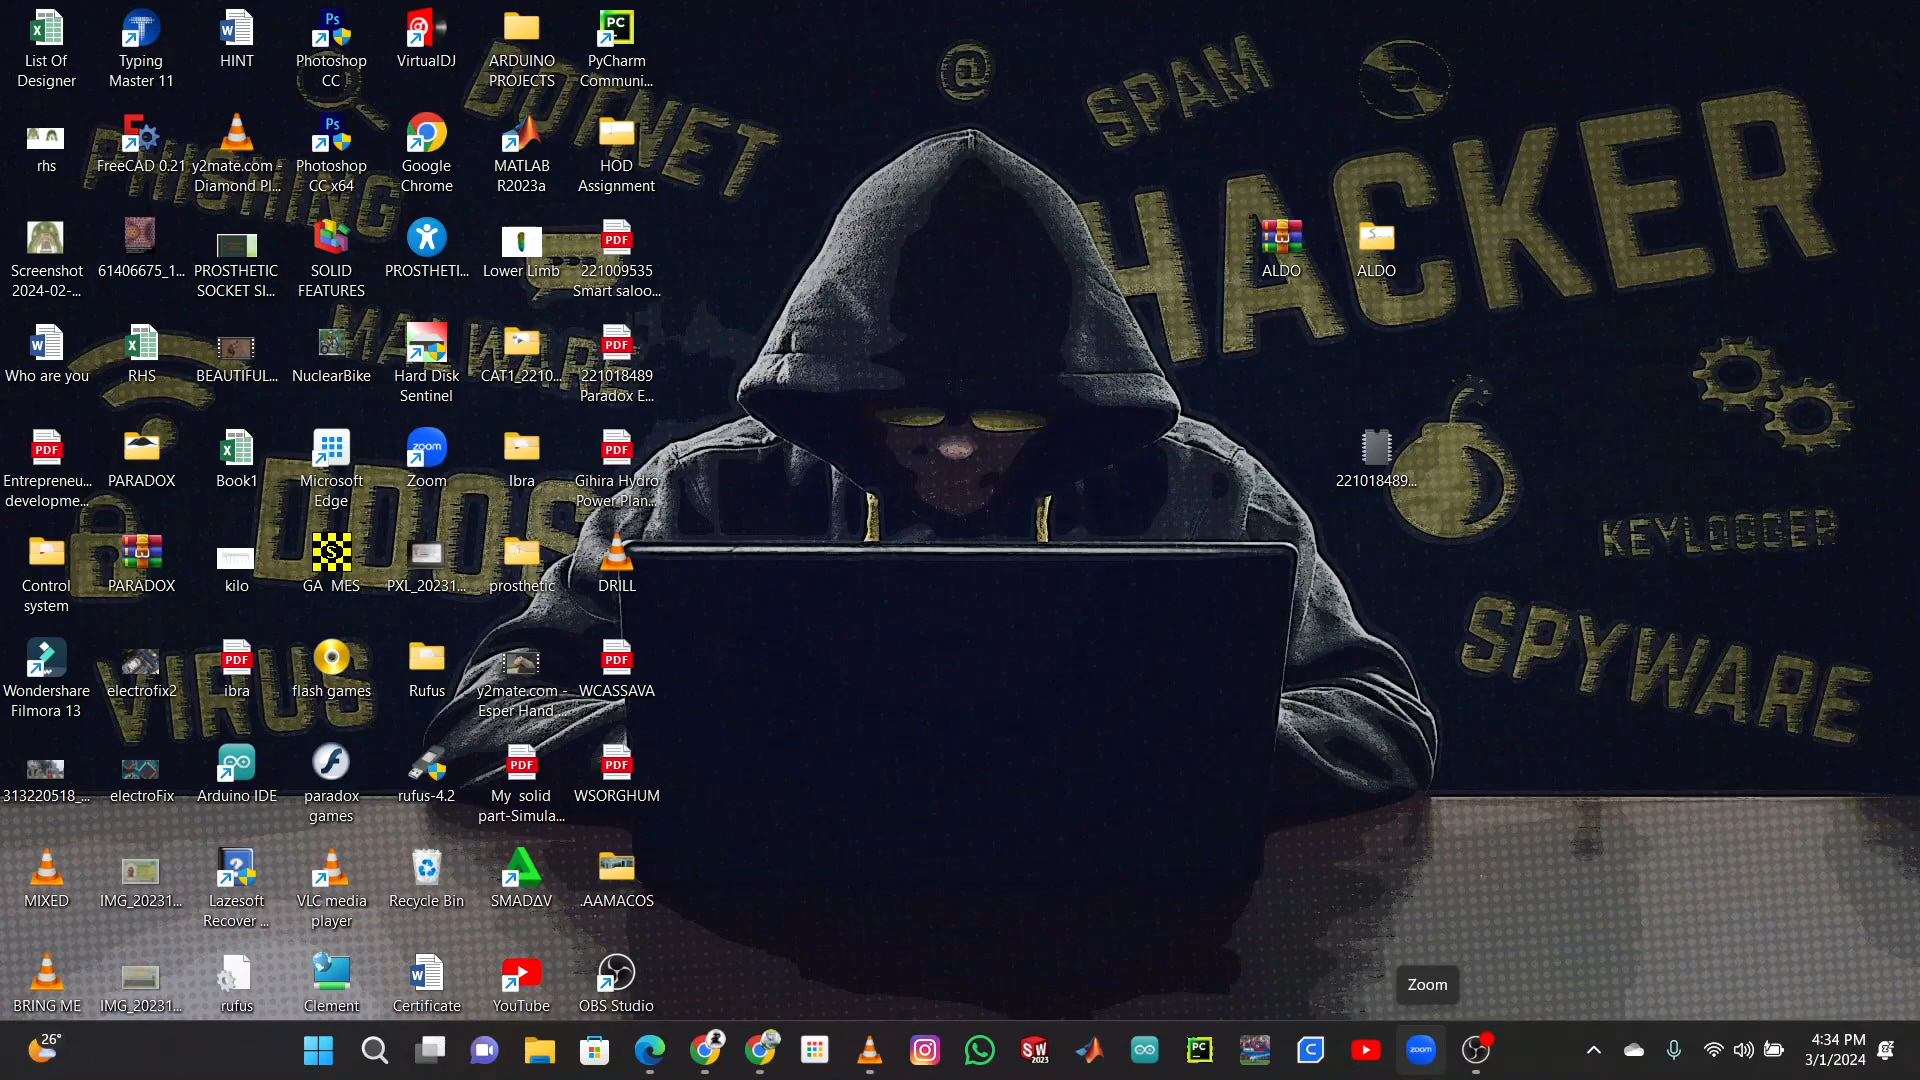 List Of
Designer
Typing
Master 11
HINT
Photoshop
CC
VirtualDJ
ARDUINO
PROJECTS
PyCharm
Communi...
rhs
FreeCAD 0.21
y2mate.com -
Diamond Pl...
Photoshop
CC x64
Google
Chrome
MATLAB
R2023a
HOD
Assignment
Screenshot
2024-02-...
61406675_1...
PROSTHETIC
SOCKET SI...
SOLID
FEATURES
PROSTHETI...
Lower Limb
221009535
Smart saloo...
ALDO
ALDO
Who are you
RHS
BEAUTIFUL...
NuclearBike
Hard Disk
Sentinel
CAT1_2210...
221018489
Paradox E...
Entrepreneu...
developme...
PARADOX
Book1
Microsoft
Edge
Zoom
Ibra
Gihira Hydro
Power Plan...
221018489...
Control
system
PARADOX
kilo
GA MES
PXL_20231...
prosthetic
DRILL
Wondershare
Filmora 13
electrofix2
ibra
flash games
Rufus
y2mate.com -
Esper Hand ...
WCASSAVA
313220518_...
electroFix
Arduino IDE
paradox
games
rufus-4.2
My solid
part-Simula...
WSORGHUM
MIXED
IMG_20231...
Lazesoft
Recover ...
VLC media
player
Recycle Bin
SMADΔV
.AAMACOS
BRING ME
IMG_20231...
rufus
Clement
Certificate
YouTube
OBS Studio
BOTNET
SPAM
HACKER
PHISHING
MALWARE
DDOS
KEYLOGGER
VIRUS
SPYWARE
@
Zoom
26°
4:34 PM
3/1/2024